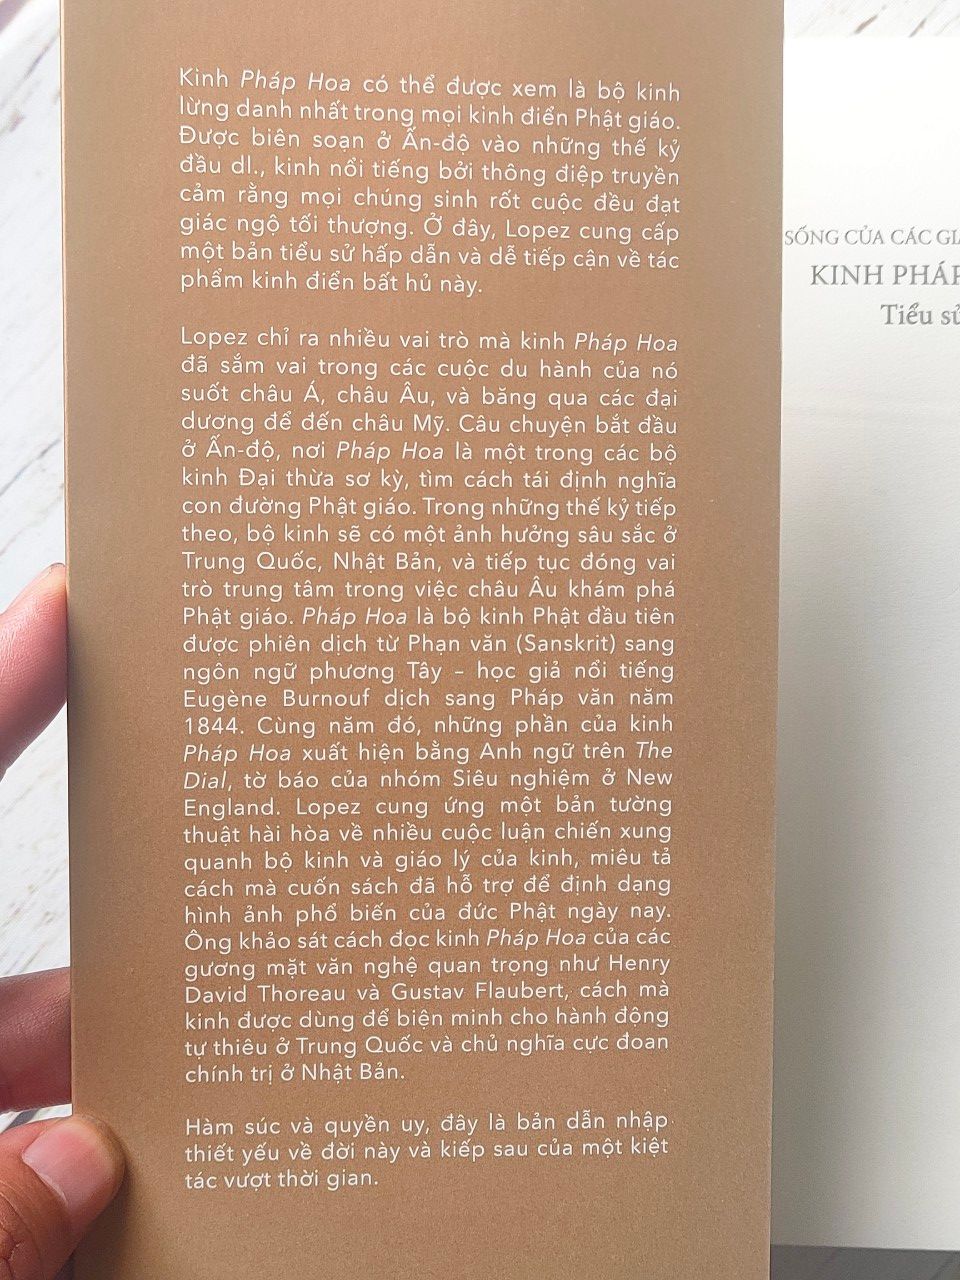 Kinh Pháp Hoa có thể được xem là bộ kinh
lừng danh nhất trong mọi kinh điển Phật giáo.
Được biên soạn ở Ấn-độ vào những thế kỷ
đầu dl., kinh nổi tiếng bởi thông điệp truyền
cảm rằng mọi chúng sinh rốt cuộc đều đạt
giác ngộ tối thượng. Ở đây, Lopez cung cấp
một bản tiểu sử hấp dẫn và dễ tiếp cận về tác
phẩm kinh điển bất hủ này.
Lopez chỉ ra nhiều vai trò mà kinh Pháp Hoa
đã sắm vai trong các cuộc du hành của nó
suốt châu Á, châu Âu, và băng qua các đại
dương để đến châu Mỹ. Câu chuyện bắt đầu
ở Ấn-độ, nơi Pháp Hoa là một trong các bộ
kinh Đại thừa sơ kỳ, tìm cách tái định nghĩa
con đường Phật giáo. Trong những thế kỷ tiếp
theo, bộ kinh sẽ có một ảnh hưởng sâu sắc ở
Trung Quốc, Nhật Bản, và tiếp tục đóng vai
trò trung tâm trong việc châu Âu khám phá
Phật giáo. Pháp Hoa là bộ kinh Phật đầu tiên
được phiên dịch từ Phạn văn (Sanskrit) sang
ngôn ngữ phương Tây – học giả nổi tiếng
Eugène Burnouf dịch sang Pháp văn năm
1844. Cùng năm đó, những phần của kinh
Pháp Hoa xuất hiện bằng Anh ngữ trên The
Dial, tờ báo của nhóm Siêu nghiệm ở New
England. Lopez cung ứng một bản tường
thuật hài hòa về nhiều cuộc luận chiến xung
quanh bộ kinh và giáo lý của kinh, miêu tả
cách mà cuốn sách đã hỗ trợ để định dạng
hình ảnh phổ biến của đức Phật ngày nay.
Ông khảo sát cách đọc kinh Pháp Hoa của các
gương mặt văn nghệ quan trọng như Henry
David Thoreau và Gustav Flaubert, cách mà
kinh được dùng để biện minh cho hành động
tự thiêu ở Trung Quốc và chủ nghĩa cực đoan
chính trị ở Nhật Bản.
Hàm súc và quyền uy, đây là bản dẫn nhập
thiết yếu về đời này và kiếp sau của một kiệt
tác vượt thời gian.
SỐNG CỦA CÁC
KINH PHÁP
Tiểu sử